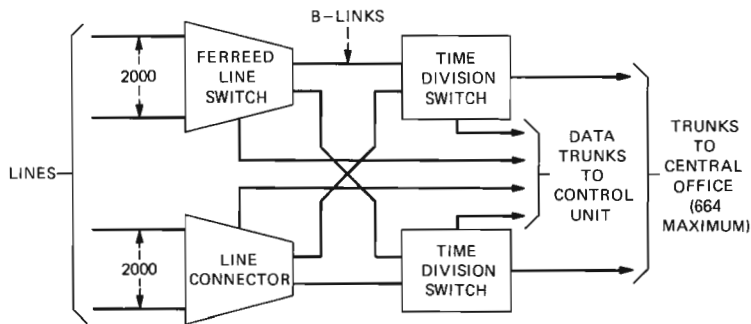 B-LINKS
FERREED
LINE
SWITCH
TIME
DIVISION
SWITCH
2000
LINES
DATA
TRUNKS
TO
CONTROL
UNIT
TRUNKS
TO
CENTRAL
OFFICE
(664
MAXIMUM)
2000
LINE
CONNECTOR
TIME
DIVISION
SWITCH